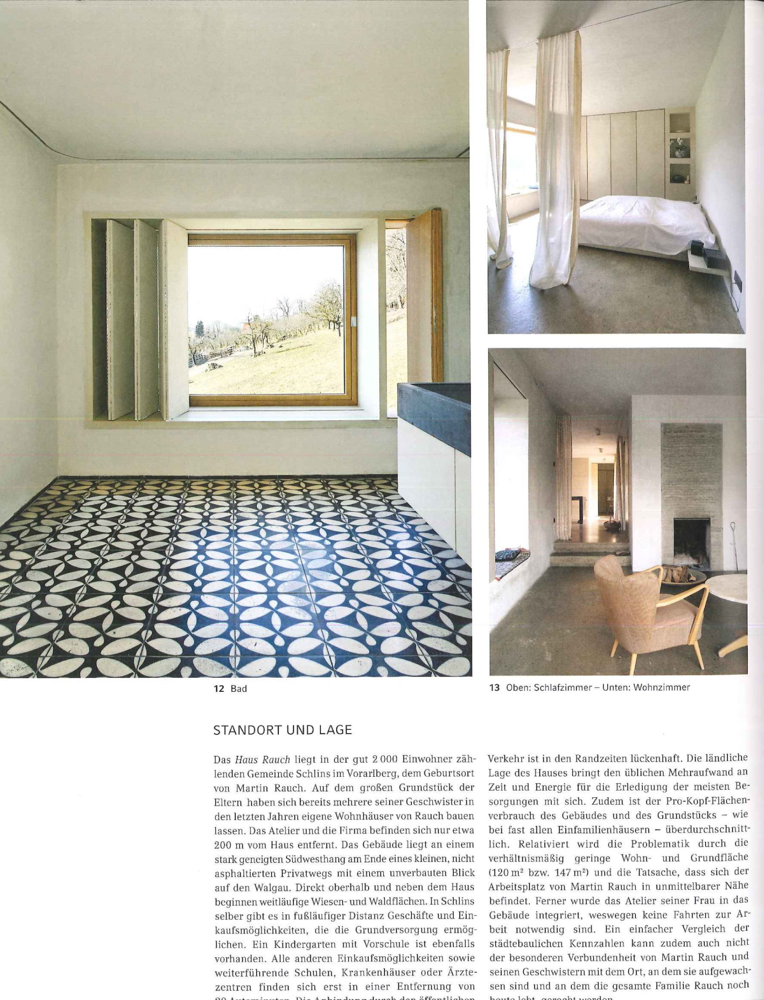 12 Bad
13 Oben: Schlafzimmer – Unten: Wohnzimmer
STANDORT UND LAGE
Das Haus Rauch liegt in der gut 2 000 Einwohner zäh-
lenden Gemeinde Schlins im Vorarlberg, dem Geburtsort
von Martin Rauch. Auf dem großen Grundstück der
Eltern haben sich bereits mehrere seiner Geschwister in
den letzten Jahren eigene Wohnhäuser von Rauch bauen
lassen. Das Atelier und die Firma befinden sich nur etwa
200 m vom Haus entfernt. Das Gebäude liegt an einem
stark geneigten Südwesthang am Ende eines kleinen, nicht
asphaltierten Privatwegs mit einem unverbauten Blick
auf den Walgau. Direkt oberhalb und neben dem Haus
beginnen weitläufige Wiesen- und Waldflächen. In Schlins
selber gibt es in fußläufiger Distanz Geschäfte und Ein-
kaufsmöglichkeiten, die die Grundversorgung ermög-
lichen. Ein Kindergarten mit Vorschule ist ebenfalls
vorhanden. Alle anderen Einkaufsmöglichkeiten sowie
weiterführende Schulen, Krankenhäuser oder Ärzte-
zentren finden sich erst in einer Entfernung von
20 Autominuten. Die Anbindung durch den öffentlichen
Verkehr ist in den Randzeiten lückenhaft. Die ländliche
Lage des Hauses bringt den üblichen Mehraufwand an
Zeit und Energie für die Erledigung der meisten Be-
sorgungen mit sich. Zudem ist der Pro-Kopf-Flächen-
verbrauch des Gebäudes und des Grundstücks – wie
bei fast allen Einfamilienhäusern – überdurchschnitt-
lich. Relativiert wird die Problematik durch die
verhältnismäßig geringe Wohn- und Grundfläche
(120 m² bzw. 147 m²) und die Tatsache, dass sich der
Arbeitsplatz von Martin Rauch in unmittelbarer Nähe
befindet. Ferner wurde das Atelier seiner Frau in das
Gebäude integriert, weswegen keine Fahrten zur Ar-
beit notwendig sind. Ein einfacher Vergleich der
städtebaulichen Kennzahlen kann zudem auch nicht
der besonderen Verbundenheit von Martin Rauch und
seinen Geschwistern mit dem Ort, an dem sie aufgewach-
sen sind und an dem die gesamte Familie Rauch noch
heute lebt, gerecht werden.